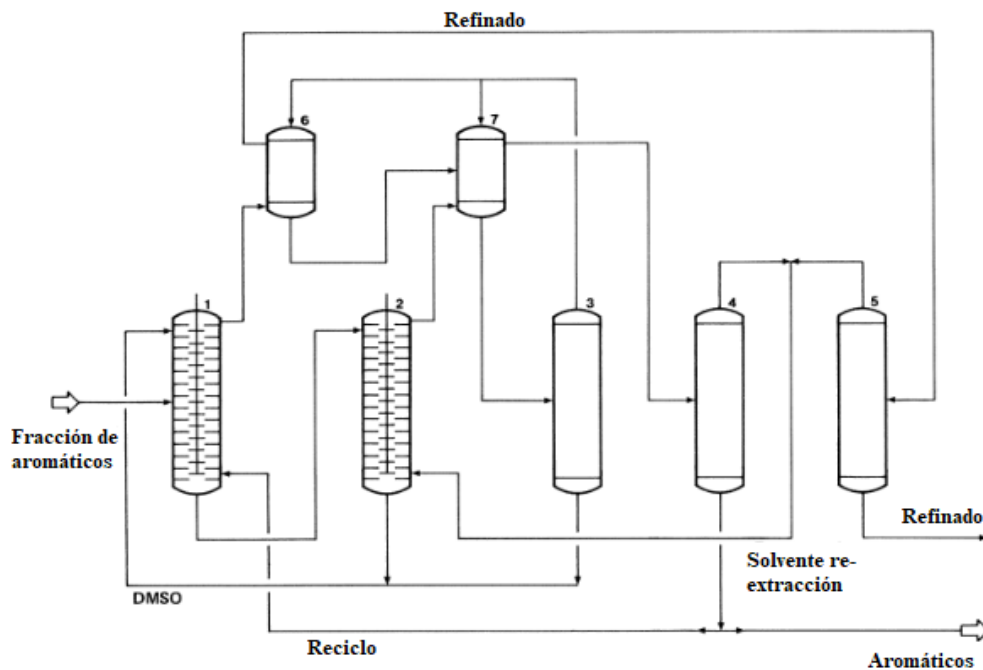 Refinado
6
7
1
2
3
4
5
Fracción de
aromáticos
Refinado
Solvente re-
extracción
DMSO
Reciclo
Aromáticos